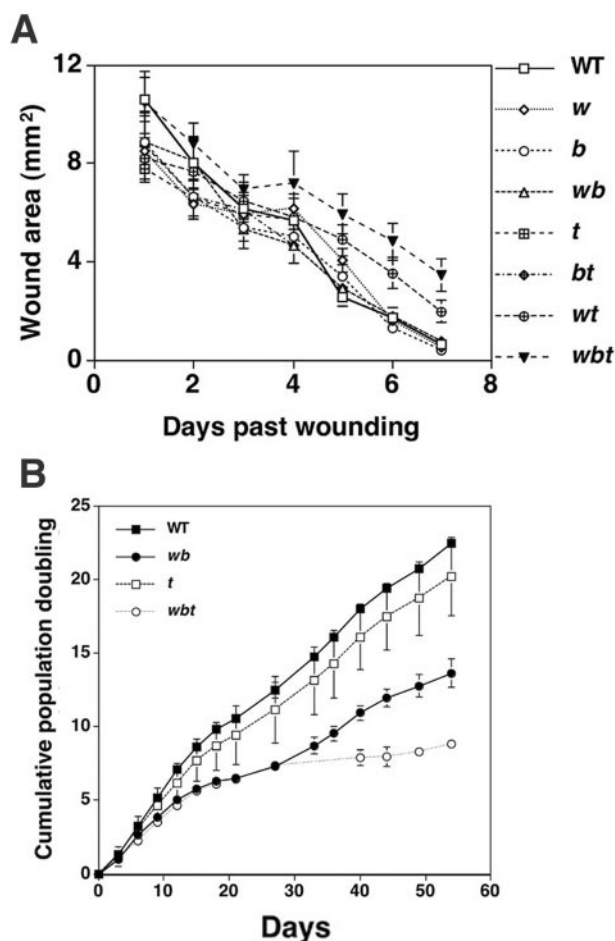 A
Wound area (mm²)
12
8
4
0
0 2 4 6 8
Days past wounding
WT
w
b
wb
t
bt
wt
wbt
B
Cumulative population doubling
25
20
15
10
5
0
0 10 20 30 40 50 60
Days
WT
wb
t
wbt